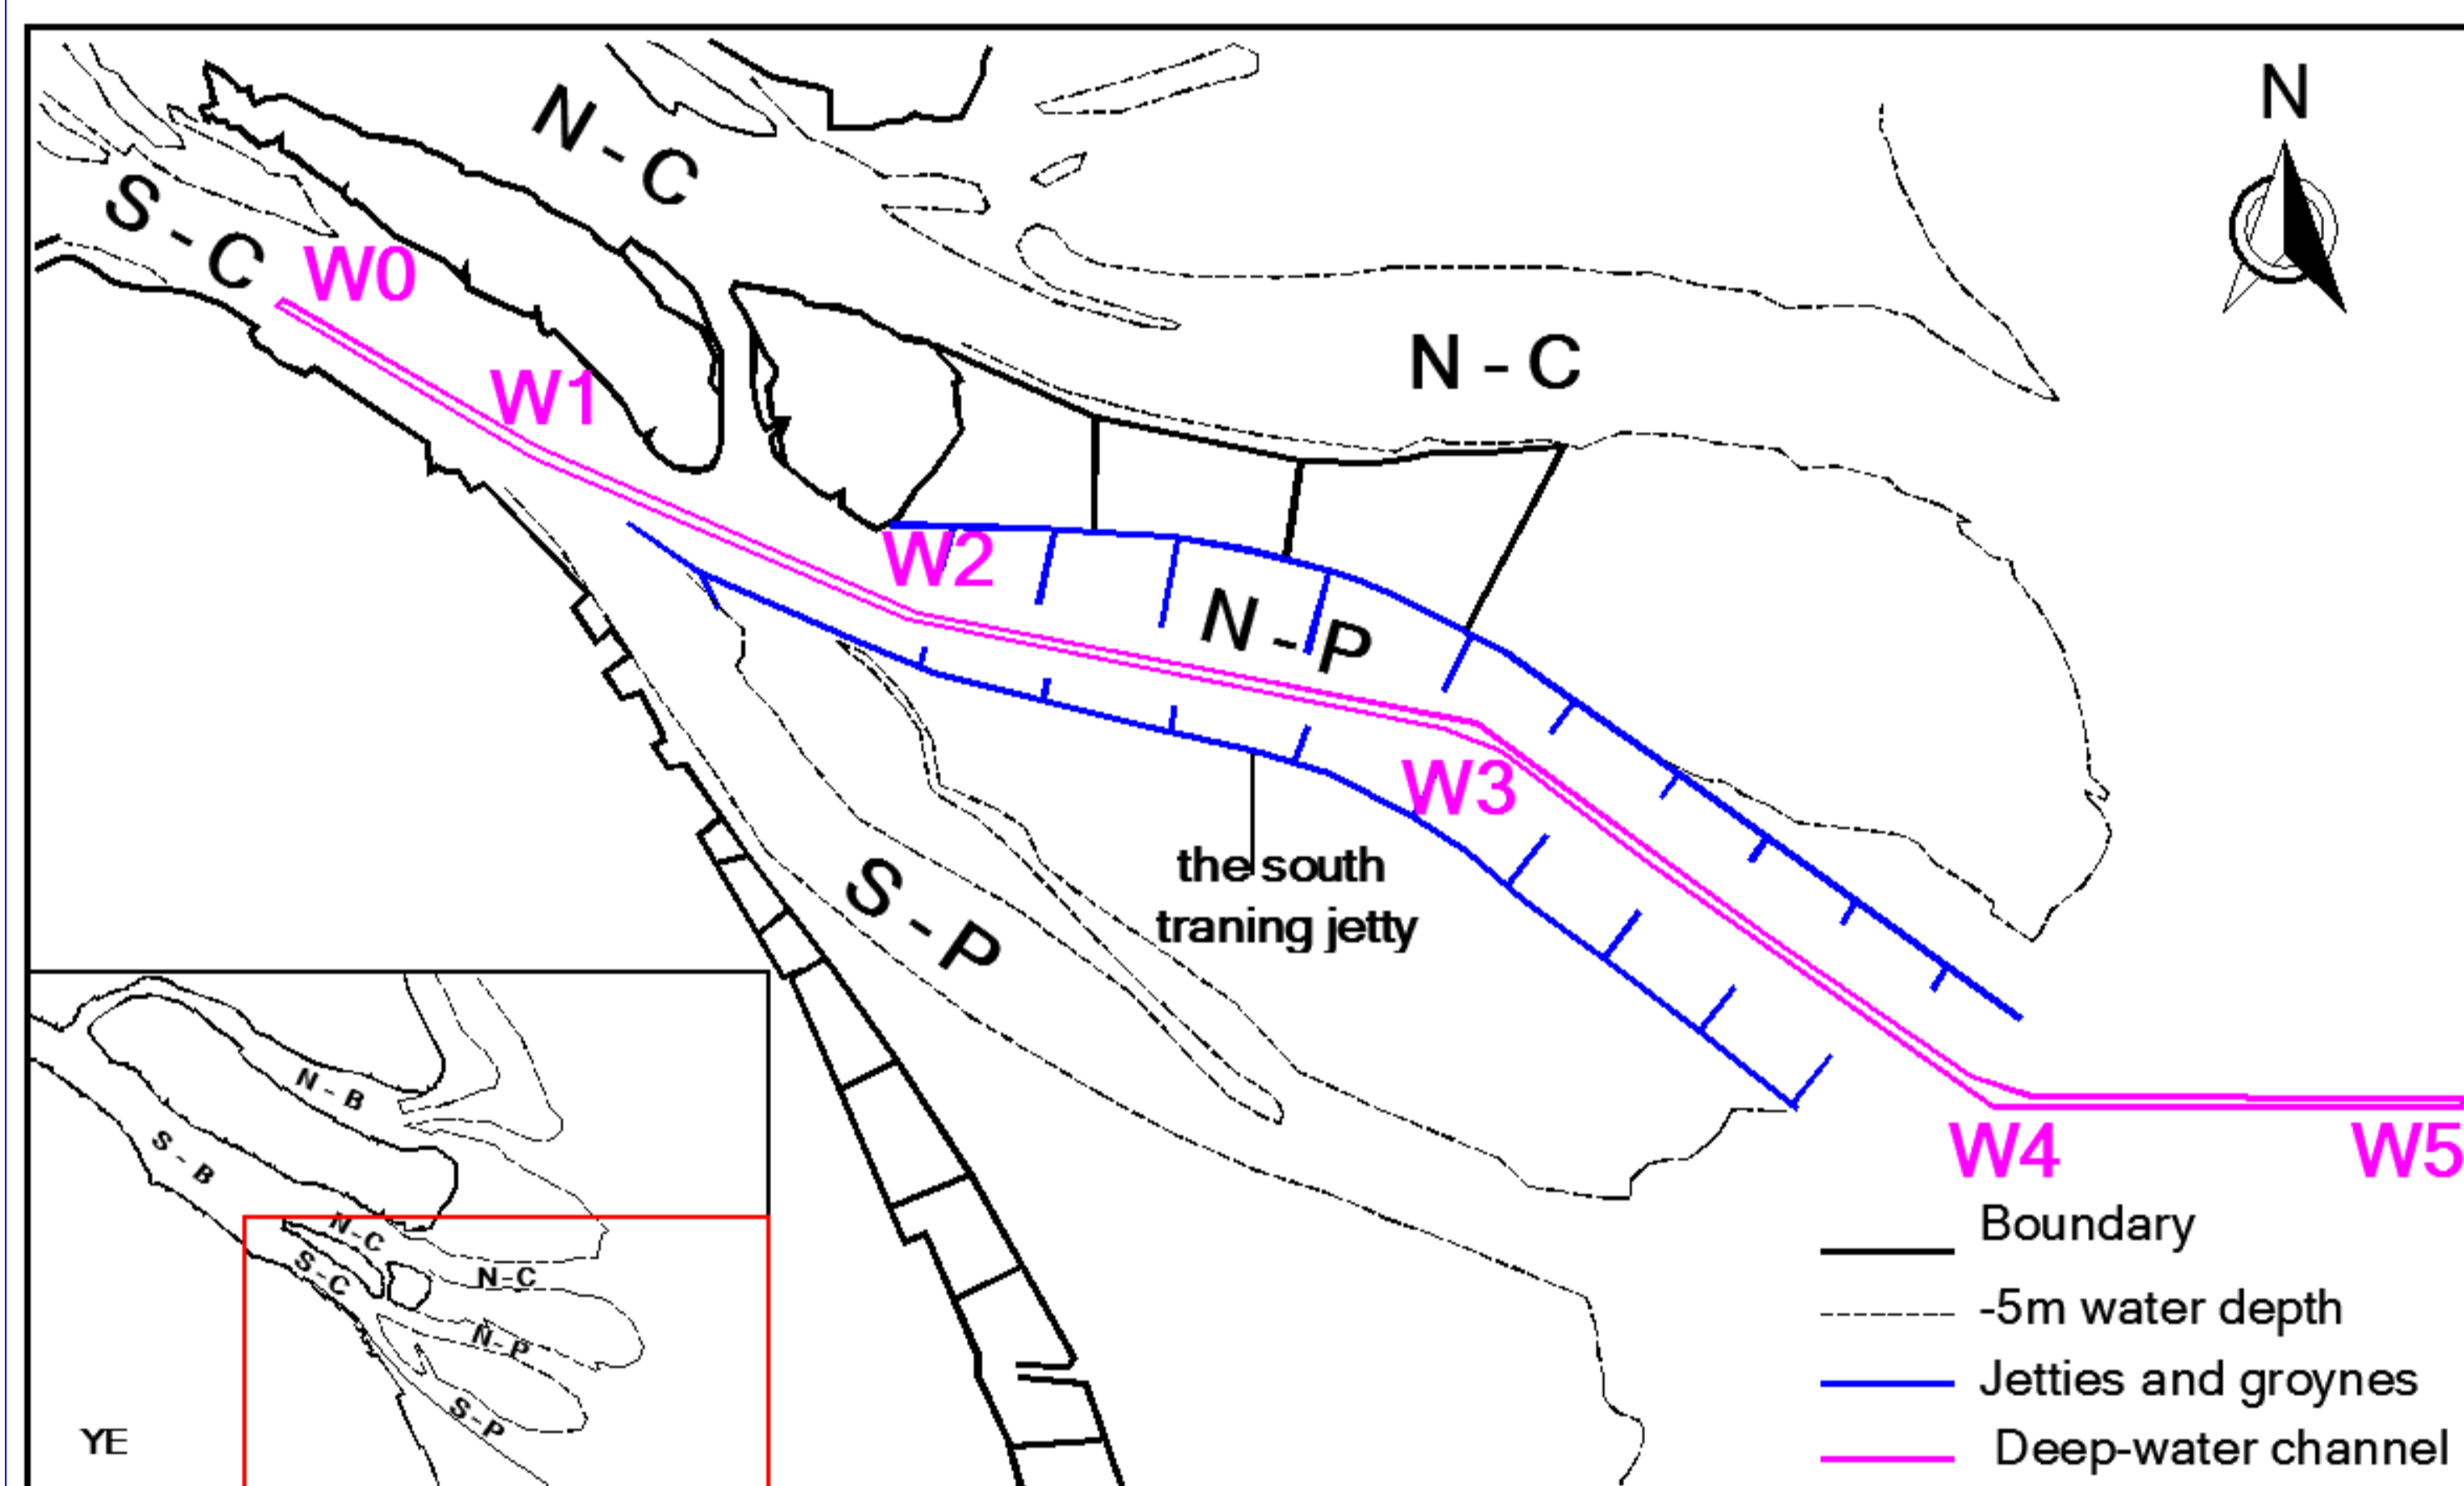 N
N - C
S - C
W0
N - C
W1
W2
N - P
W3
the south
traning jetty
S - P
W4
W5
Boundary
-5m water depth
Jetties and groynes
Deep-water channel
N - B
S - B
N-C
S-C
N-C
N-P
S-P
YE